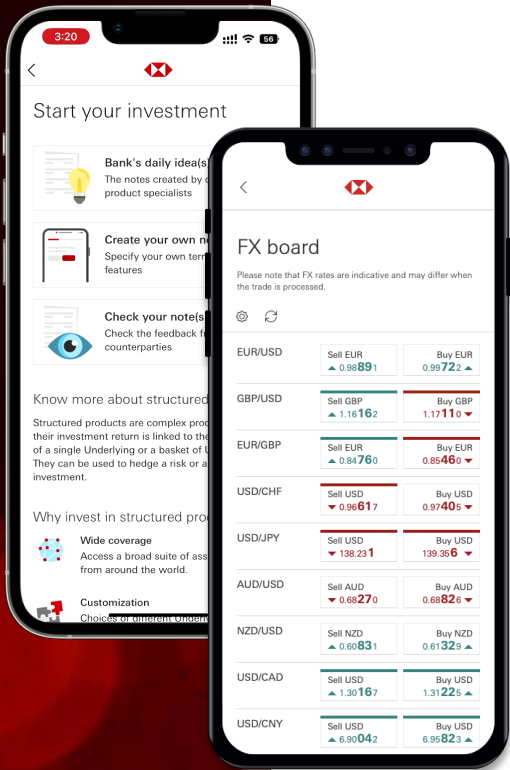 3:20
56
Start your investment
Bank's daily idea(s)
The notes created by
product specialists
Create your own
Specify your own
features
Check your note(s
Check the feedback
counterparties
Know more about structured
Structured products are complex
their investment return is linked to the
of a single Underlying or a basket of
They can be used to hedge a risk or a
investment.
Why invest in structured
Wide coverage
Access a broad suite of
from around the world.
Customization
Choices of different
FX board
Please note that FX rates are indicative and may differ when
the trade is processed.
EUR/USD
Sell EUR
▲ 0.98891
Buy EUR
0.99722 ▲
GBP/USD
Sell GBP
▲ 1.16162
Buy GBP
1.17110 ▼
EUR/GBP
Sell EUR
▲ 0.84760
Buy EUR
0.85460 ▼
USD/CHF
Sell USD
▼ 0.96617
Buy USD
0.97405 ▼
USD/JPY
Sell USD
▼ 138.231
Buy USD
139.356 ▼
AUD/USD
Sell AUD
▼ 0.68270
Buy AUD
0.68826 ▼
NZD/USD
Sell NZD
▲ 0.60831
Buy NZD
0.61329 ▲
USD/CAD
Sell USD
▲ 1.30167
Buy USD
1.31225 ▲
USD/CNY
Sell USD
▲ 6.90042
Buy USD
6.95823 ▲